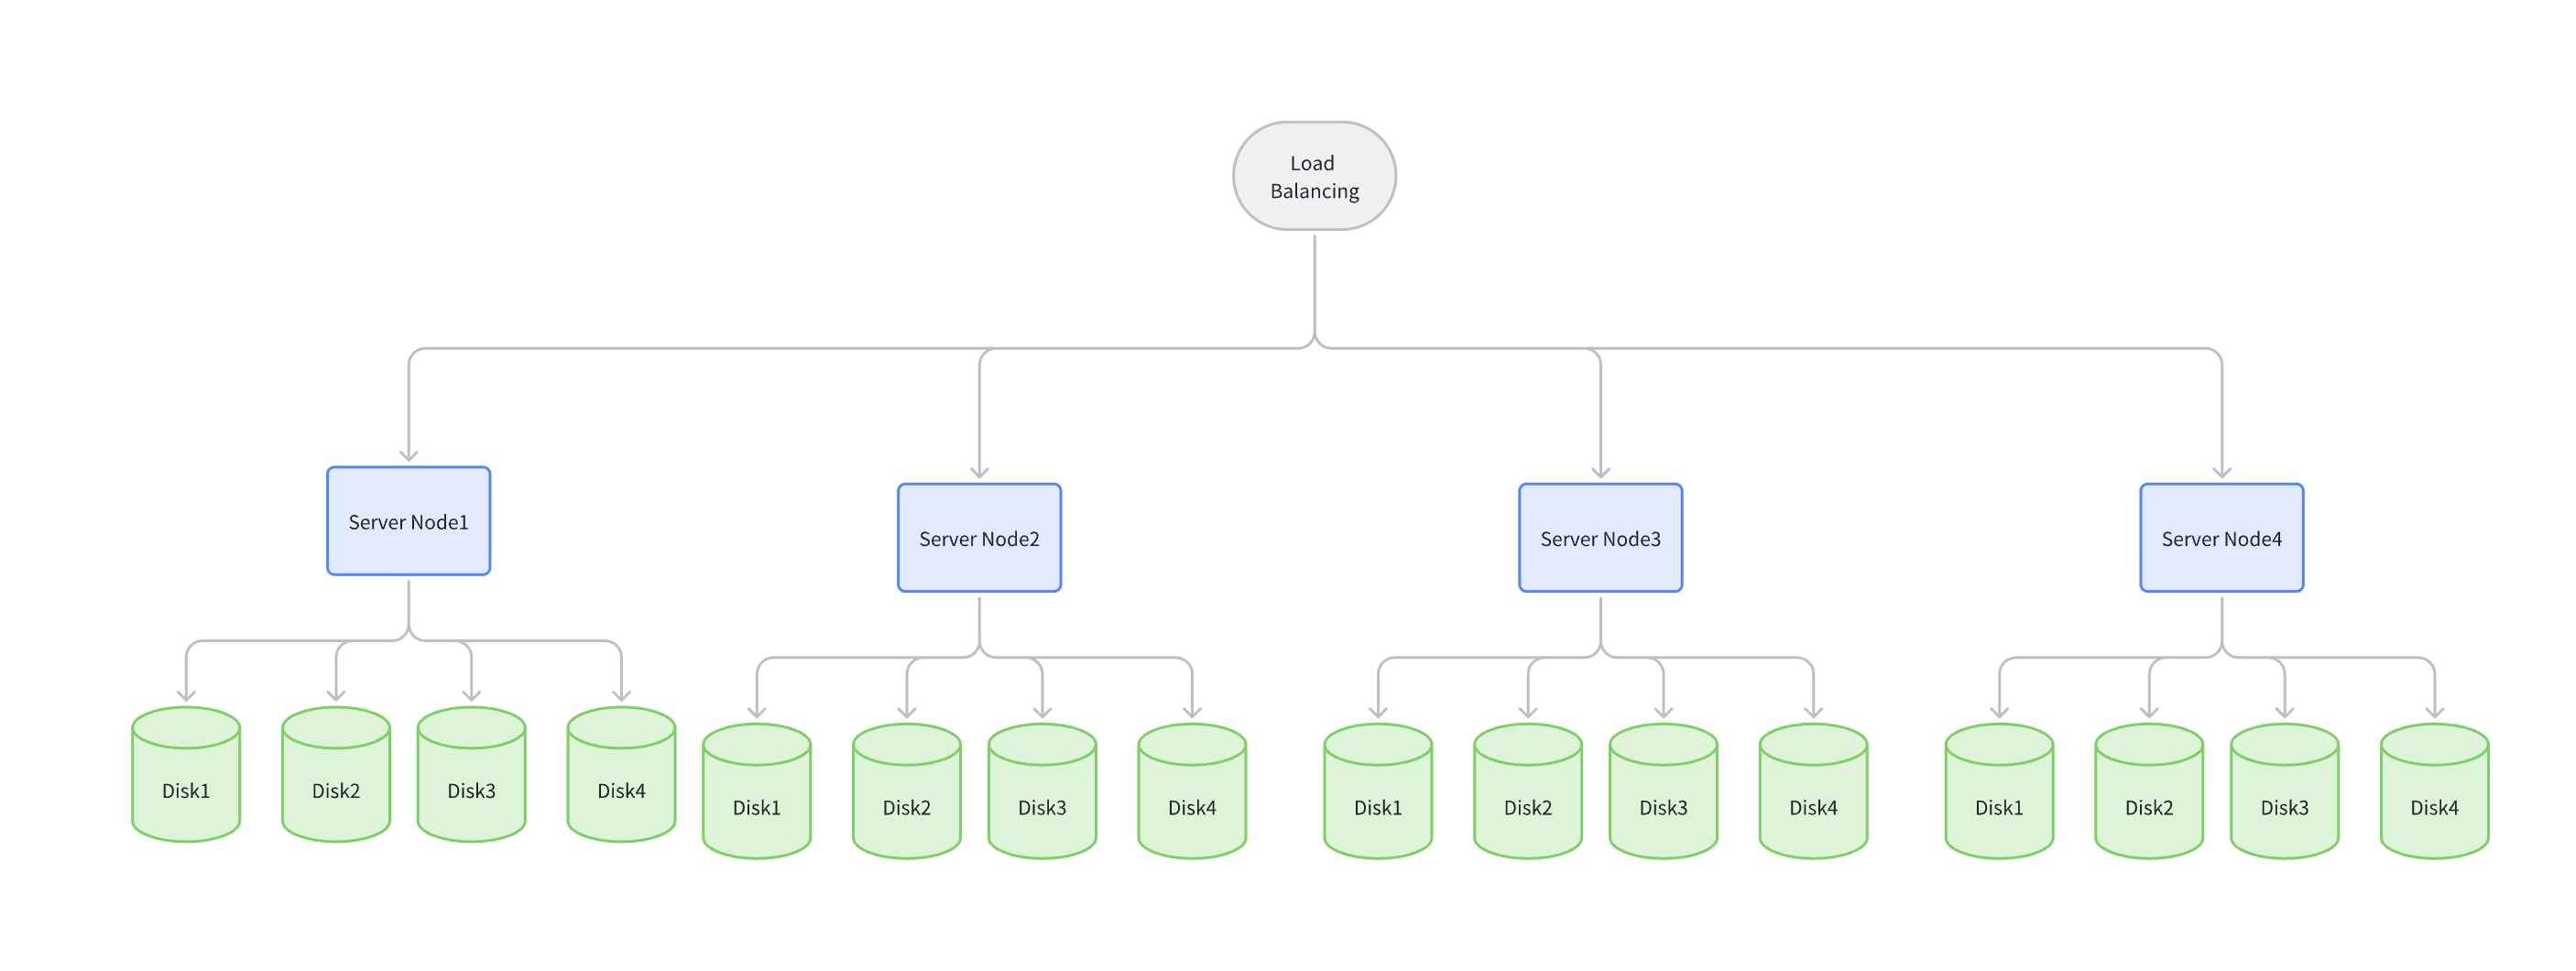 Load
Balancing
Server Node1
Server Node2
Server Node3
Server Node4
Disk1
Disk2
Disk3
Disk4
Disk1
Disk2
Disk3
Disk4
Disk1
Disk2
Disk3
Disk4
Disk1
Disk2
Disk3
Disk4